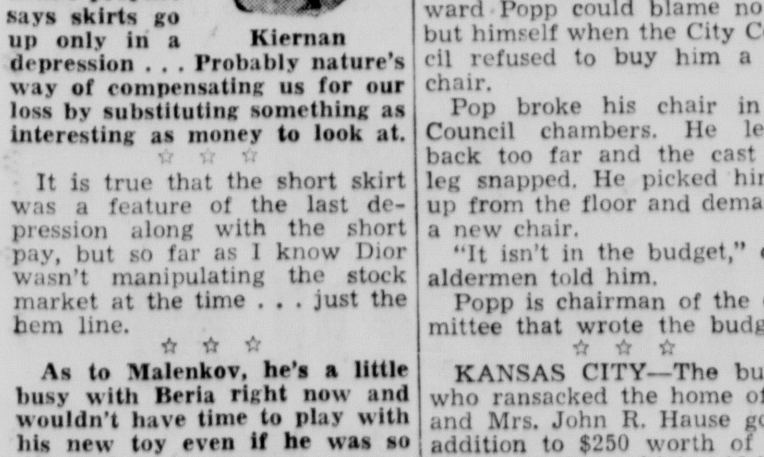 says skirts go
up only in a
Kiernan
depression . . . Probably nature's
way of compensating us for our
loss by substituting something as
interesting as money to look at.
☆ ☆ ☆
It is true that the short skirt
was a feature of the last de-
pression along with the short
pay, but so far as I know Dior
wasn't manipulating the stock
market at the time . . . just the
hem line.
☆ ☆ ☆
As to Malenkov, he's a little
busy with Beria right now and
wouldn't have time to play with
his new toy even if he was so
ward Popp could blame no
but himself when the City C
cil refused to buy him a
chair.
Pop broke his chair in
Council chambers. He le
back too far and the cast
leg snapped. He picked hi
up from the floor and dema
a new chair.
"It isn't in the budget,"
aldermen told him.
Popp is chairman of the
mittee that wrote the budg
☆ ☆ ☆
KANSAS CITY—The bu
who ransacked the home of
and Mrs. John R. Hause g
addition to $250 worth of